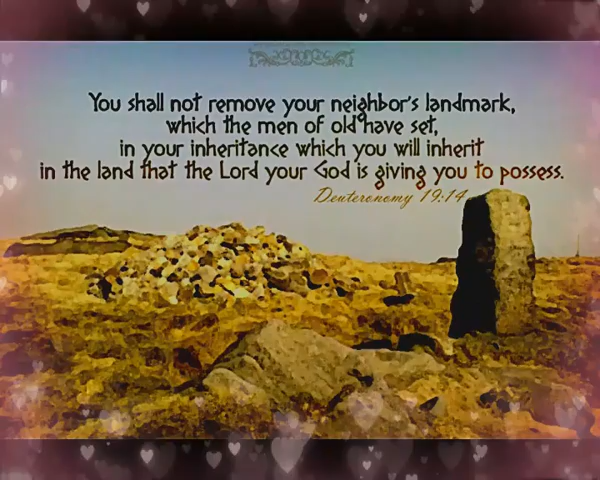 You shall not remove your neighbor's landmark,
which the men of old have set,
in your inheritance which you will inherit
in the land that the Lord your God is giving you to possess.
Deuteronomy 19:14